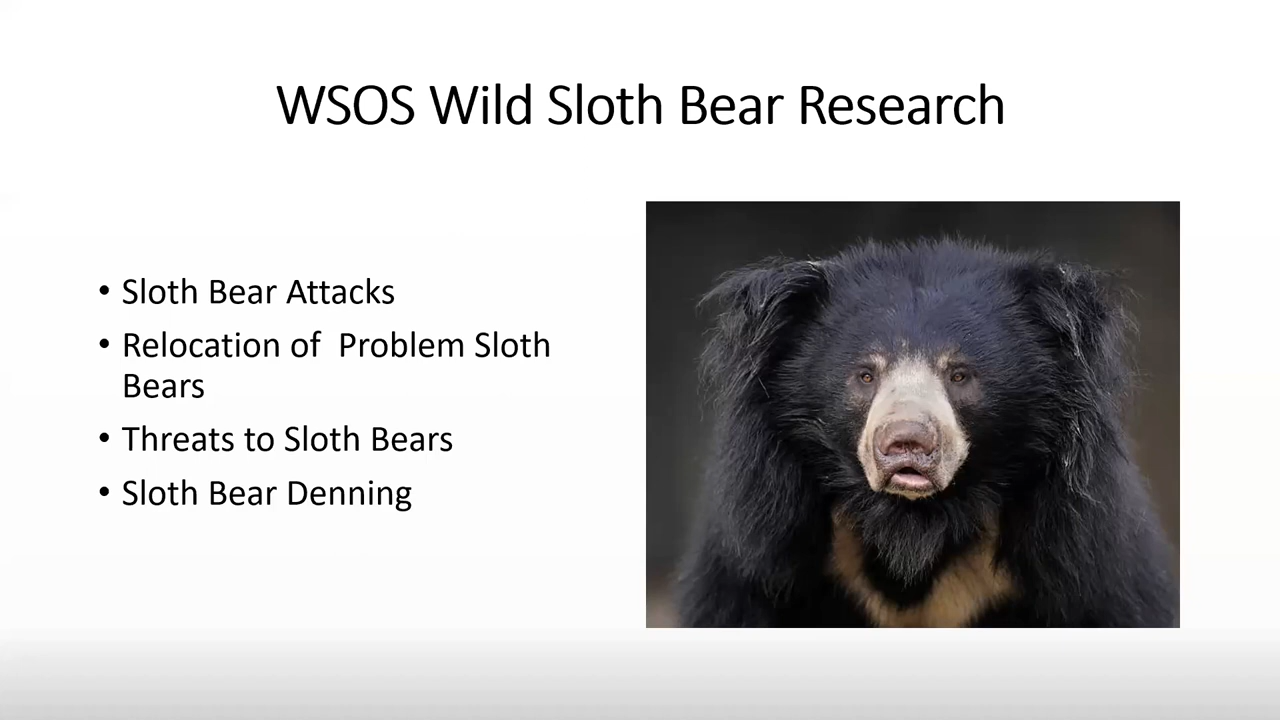 WSOS Wild Sloth Bear Research
• Sloth Bear Attacks
• Relocation of  Problem Sloth
Bears
• Threats to Sloth Bears
• Sloth Bear Denning